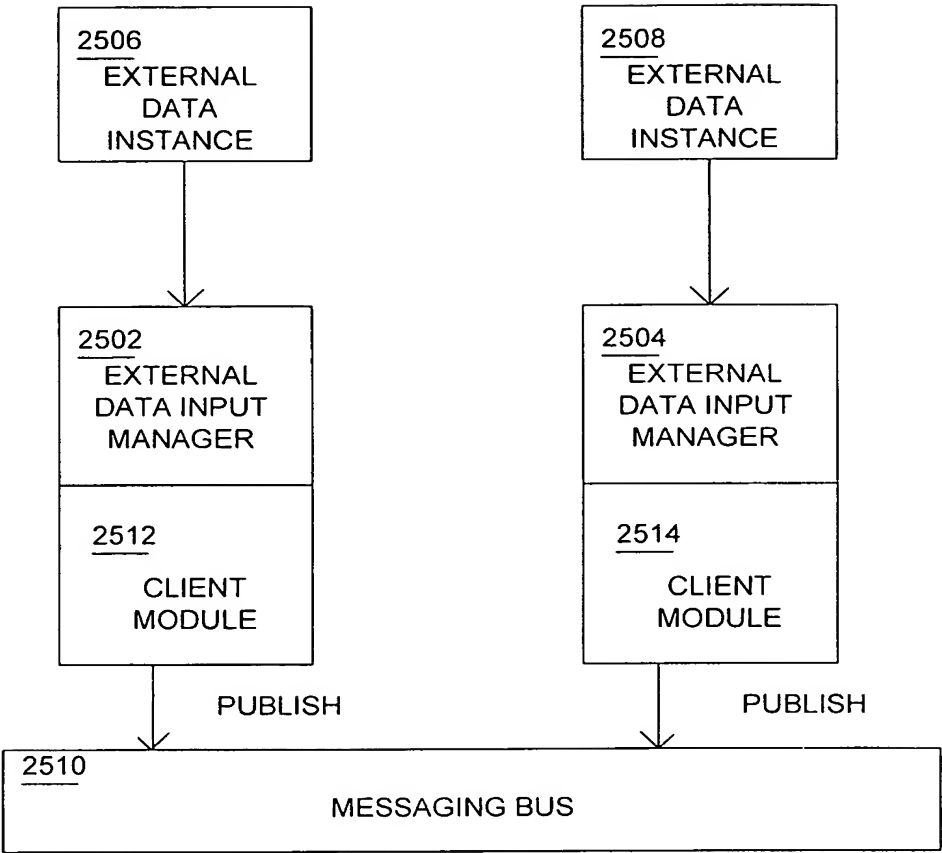 2506
EXTERNAL
DATA
INSTANCE
2508
EXTERNAL
DATA
INSTANCE
2502
EXTERNAL
DATA INPUT
MANAGER
2504
EXTERNAL
DATA INPUT
MANAGER
2512
CLIENT
MODULE
2514
CLIENT
MODULE
PUBLISH
PUBLISH
2510
MESSAGING BUS